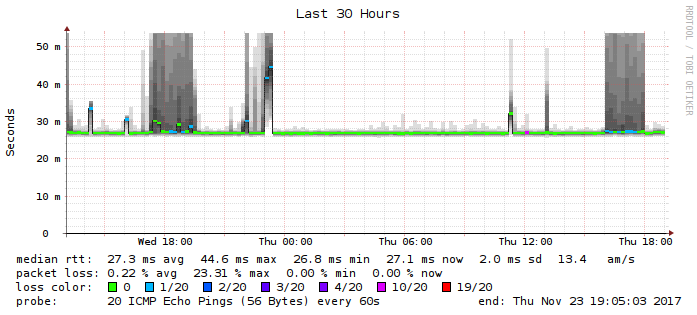 Last 30 Hours
RRDTOOL / TOBI OETIKER
Seconds
50 m
40 m
30 m
20 m
10 m
0
Wed 18:00 Thu 00:00 Thu 06:00 Thu 12:00 Thu 18:00
median rtt: 27.3 ms avg 44.6 ms max 26.8 ms min 27.1 ms now 2.0 ms sd 13.4 am/s
packet loss: 0.22 % avg 23.31 % max 0.00 % min 0.00 % now
loss color: 0 1/20 2/20 3/20 4/20 10/20 19/20
probe: 20 ICMP Echo Pings (56 Bytes) every 60s end: Thu Nov 23 19:05:03 2017